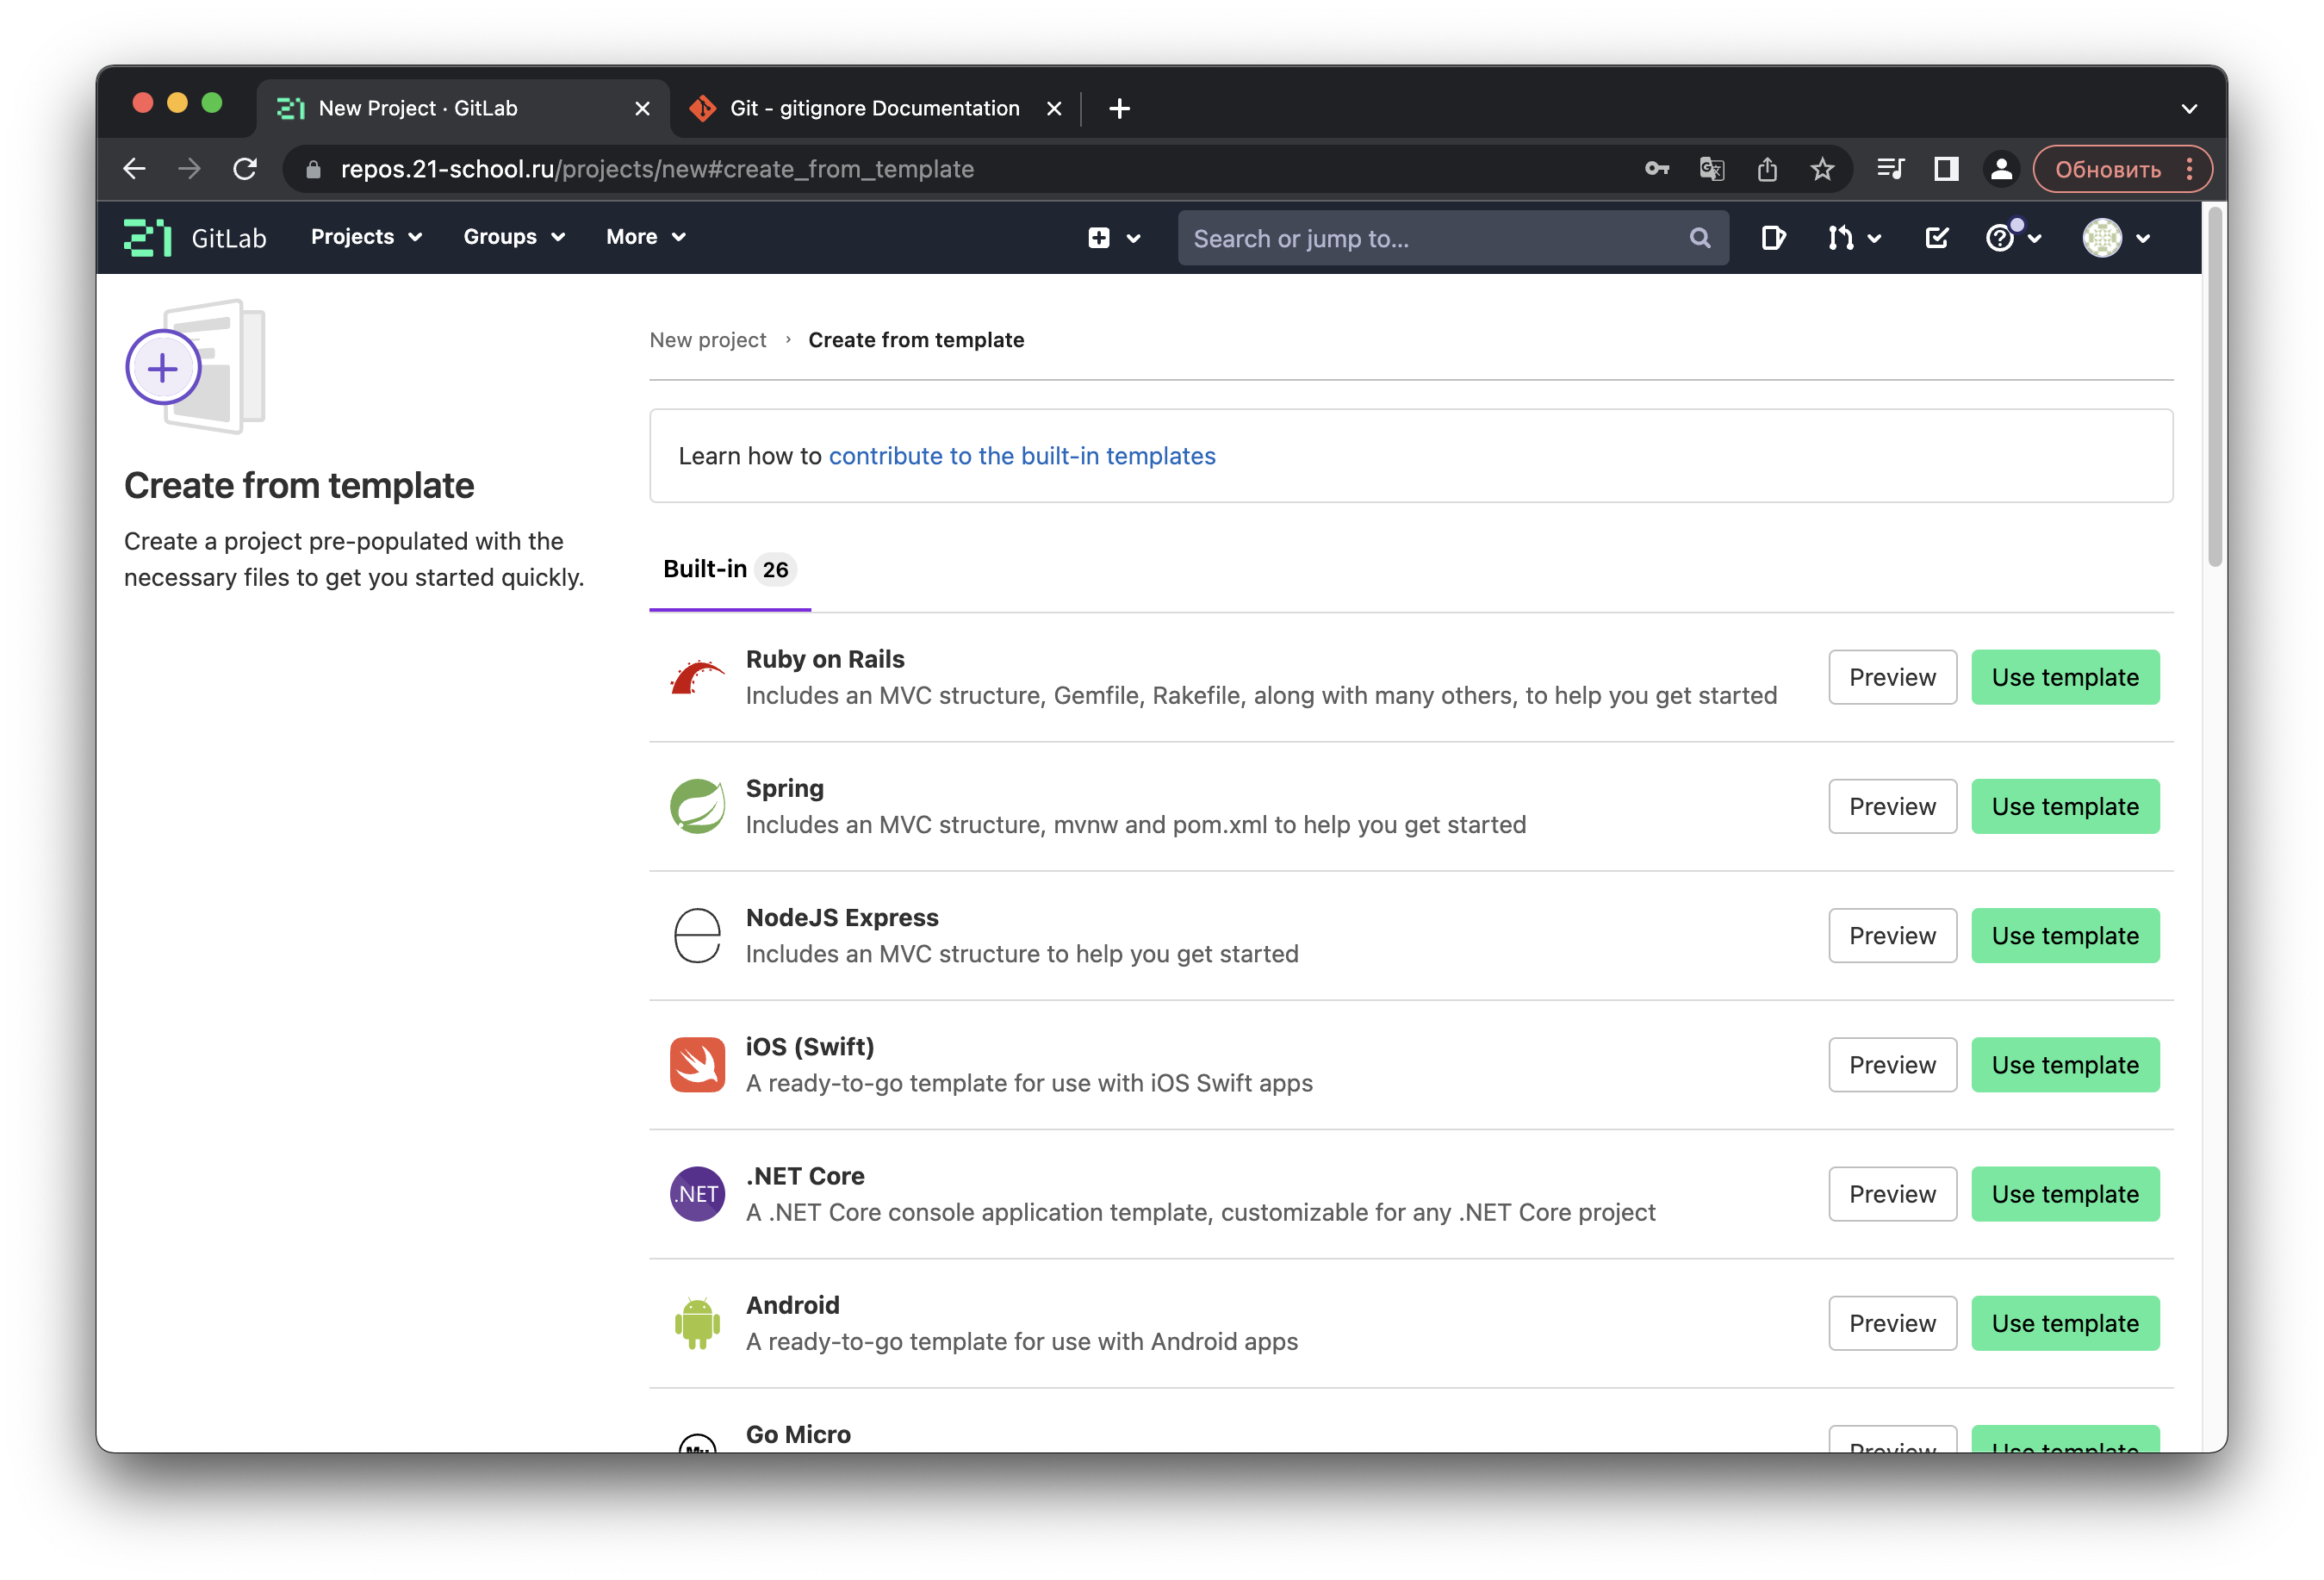 New Project · GitLab
Git - gitignore Documentation
repos.21-school.ru/projects/new#create_from_template
Обновить
21 GitLab Projects Groups More
Search or jump to...
New project › Create from template
Learn how to contribute to the built-in templates
Create from template
Create a project pre-populated with the
necessary files to get you started quickly.
Built-in 26
Ruby on Rails
Includes an MVC structure, Gemfile, Rakefile, along with many others, to help you get started
Preview Use template
Spring
Includes an MVC structure, mvnw and pom.xml to help you get started
Preview Use template
NodeJS Express
Includes an MVC structure to help you get started
Preview Use template
iOS (Swift)
A ready-to-go template for use with iOS Swift apps
Preview Use template
.NET
.NET Core
A .NET Core console application template, customizable for any .NET Core project
Preview Use template
Android
A ready-to-go template for use with Android apps
Preview Use template
Go Micro
Preview Use template